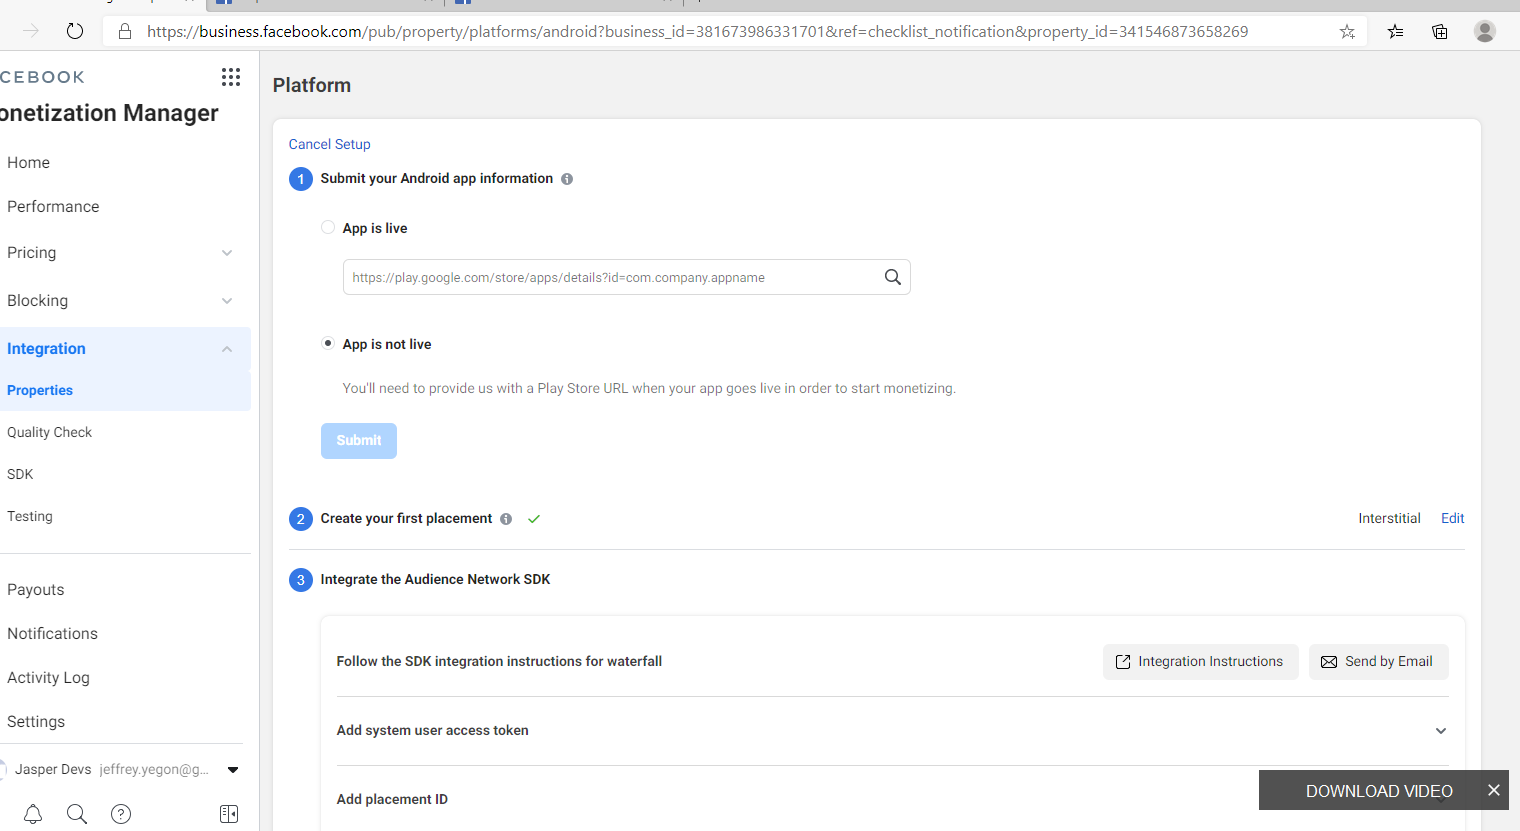 https://business.facebook.com/pub/property/platforms/android?business_id=381673986331701&ref=checklist_notification&property_id=341546873658269
CEBOOK
onetization Manager
Home
Performance
Pricing
Blocking
Integration
Properties
Quality Check
SDK
Testing
Payouts
Notifications
Activity Log
Settings
Jasper Devs jeffrey.yegon@g...
Platform
Cancel Setup
1 Submit your Android app information
App is live
https://play.google.com/store/apps/details?id=com.company.appname
App is not live
You'll need to provide us with a Play Store URL when your app goes live in order to start monetizing.
Submit
2 Create your first placement Interstitial Edit
3 Integrate the Audience Network SDK
Follow the SDK integration instructions for waterfall Integration Instructions Send by Email
Add system user access token
Add placement ID
DOWNLOAD VIDEO